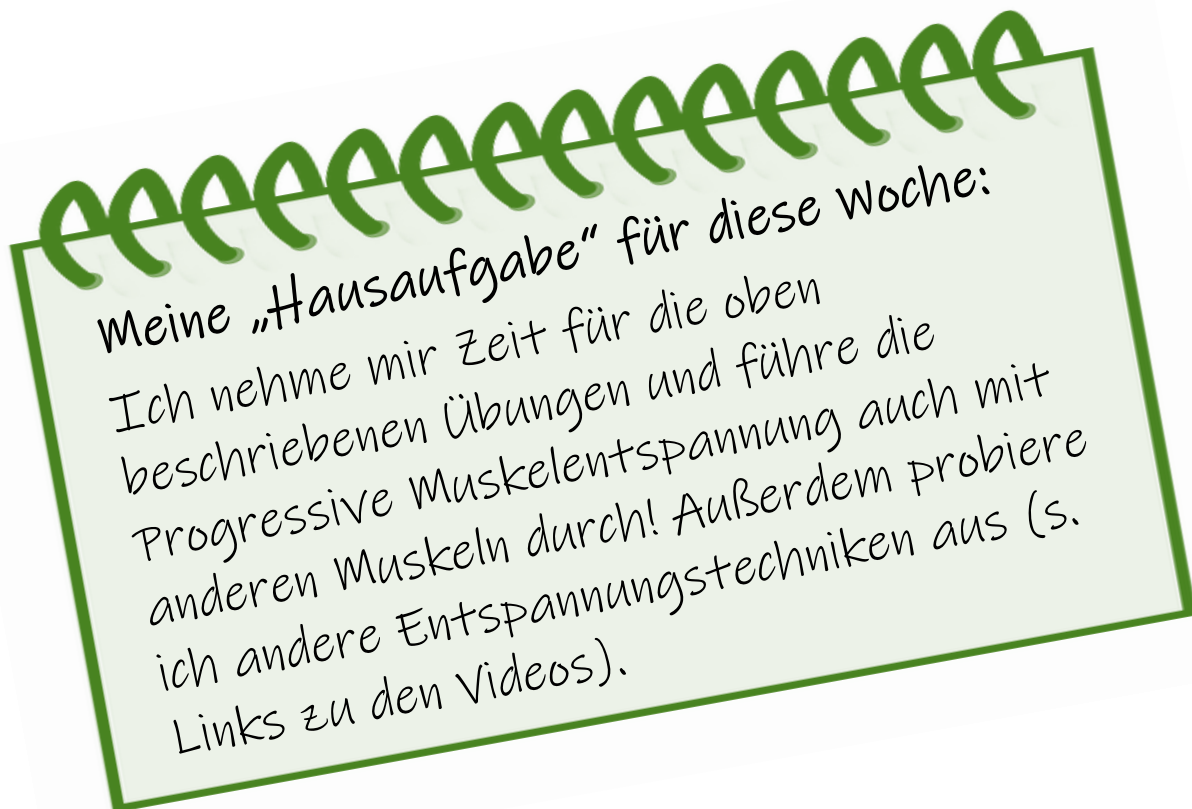 Meine „Hausaufgabe“ für diese Woche:
Ich nehme mir Zeit für die oben
beschriebenen Übungen und führe die
Progressive Muskelentspannung auch mit
anderen Muskeln durch! Außerdem probiere
ich andere Entspannungstechniken aus (s.
Links zu den Videos).